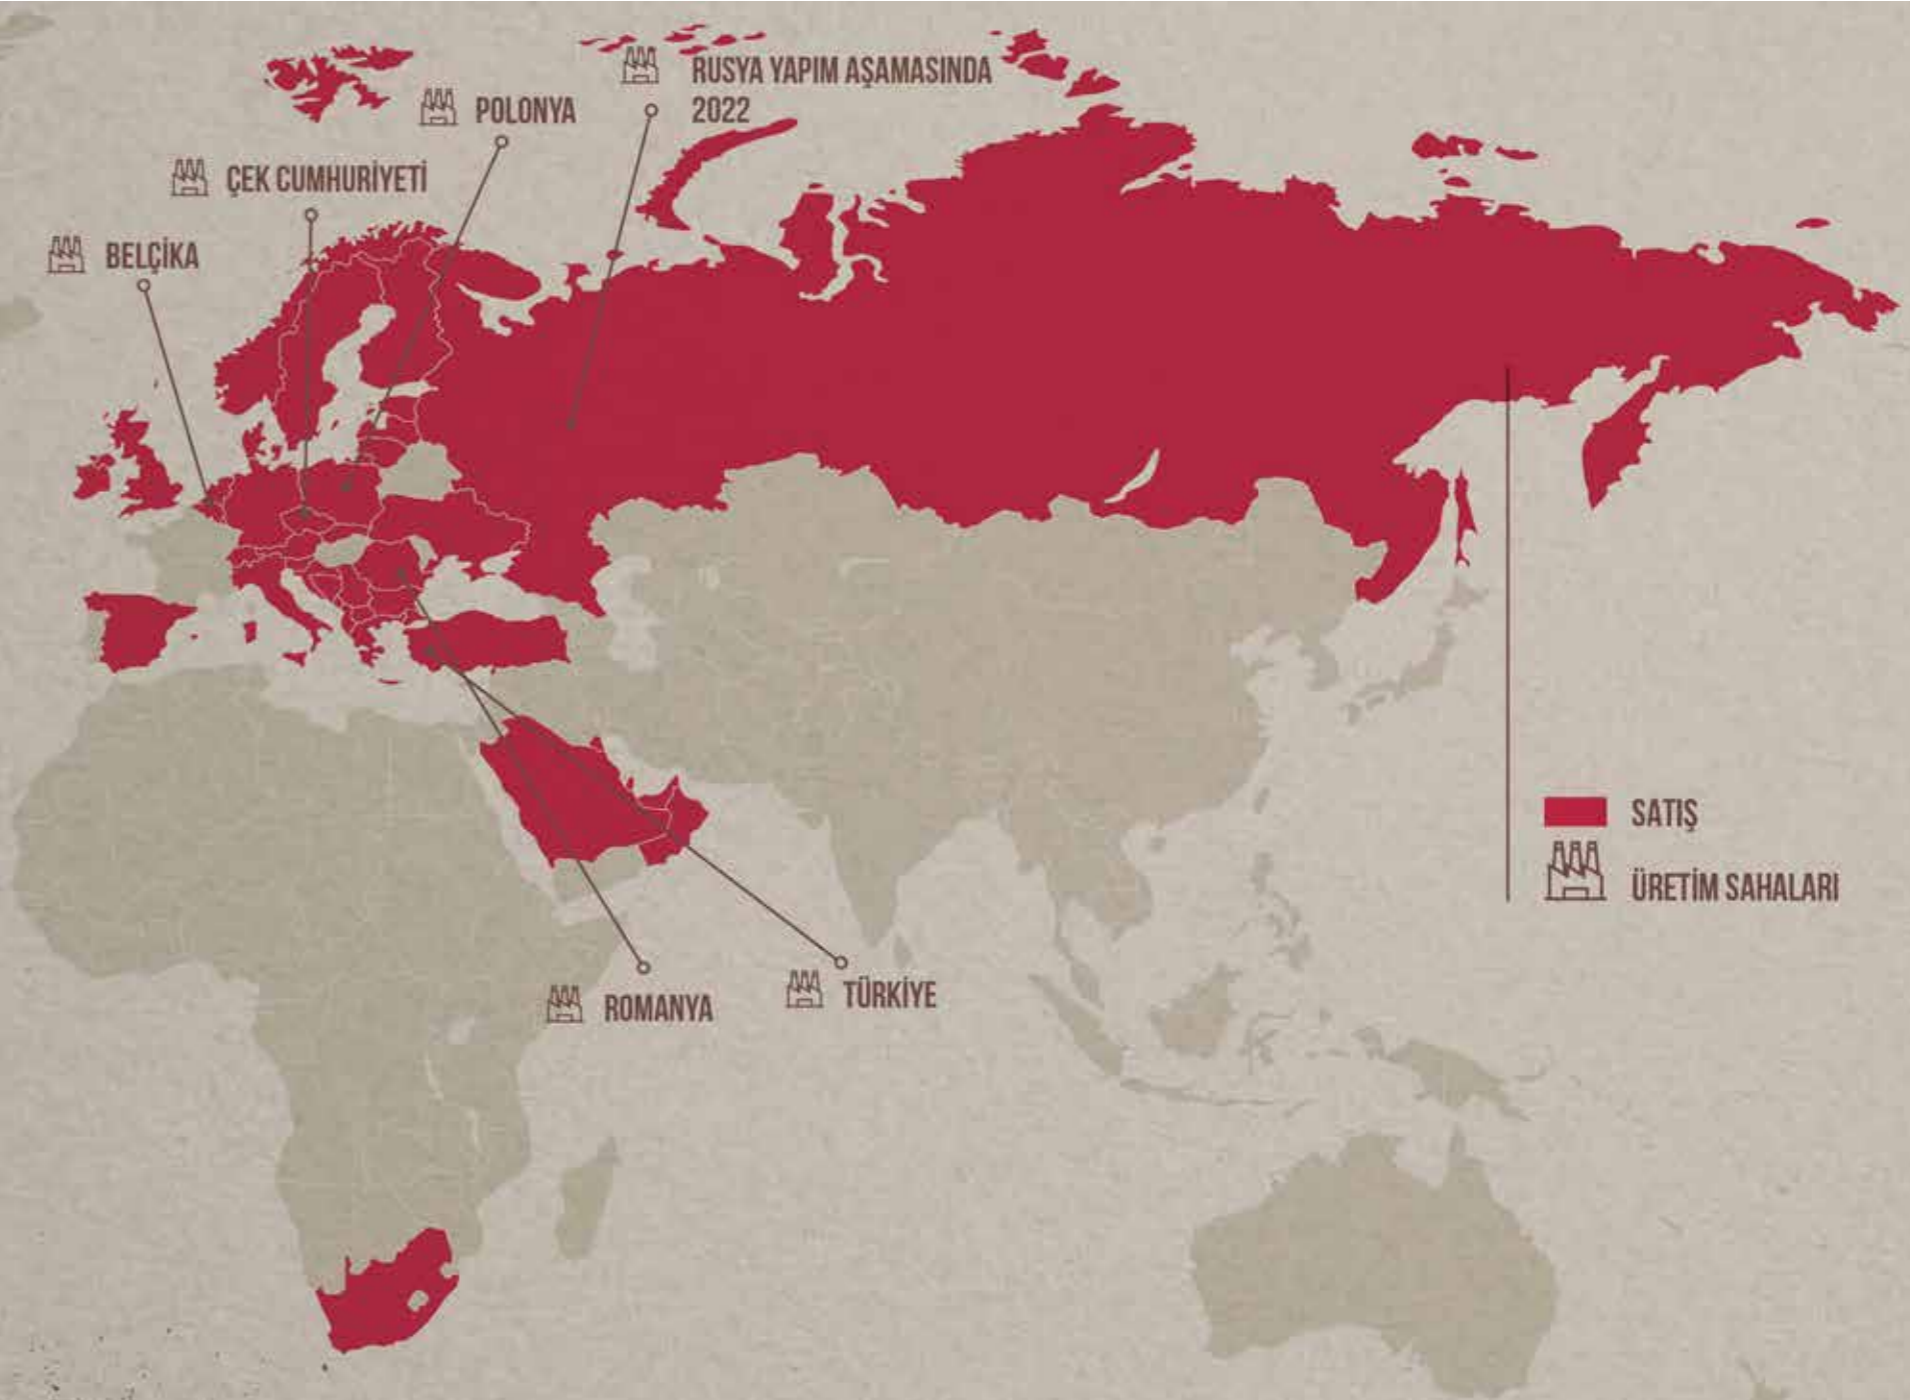 RUSYA YAPIM AŞAMASINDA
2022
POLONYA
ÇEK CUMHURİYETİ
BELÇİKA
SATIŞ
ÜRETİM SAHALARI
ROMANYA
TÜRKİYE